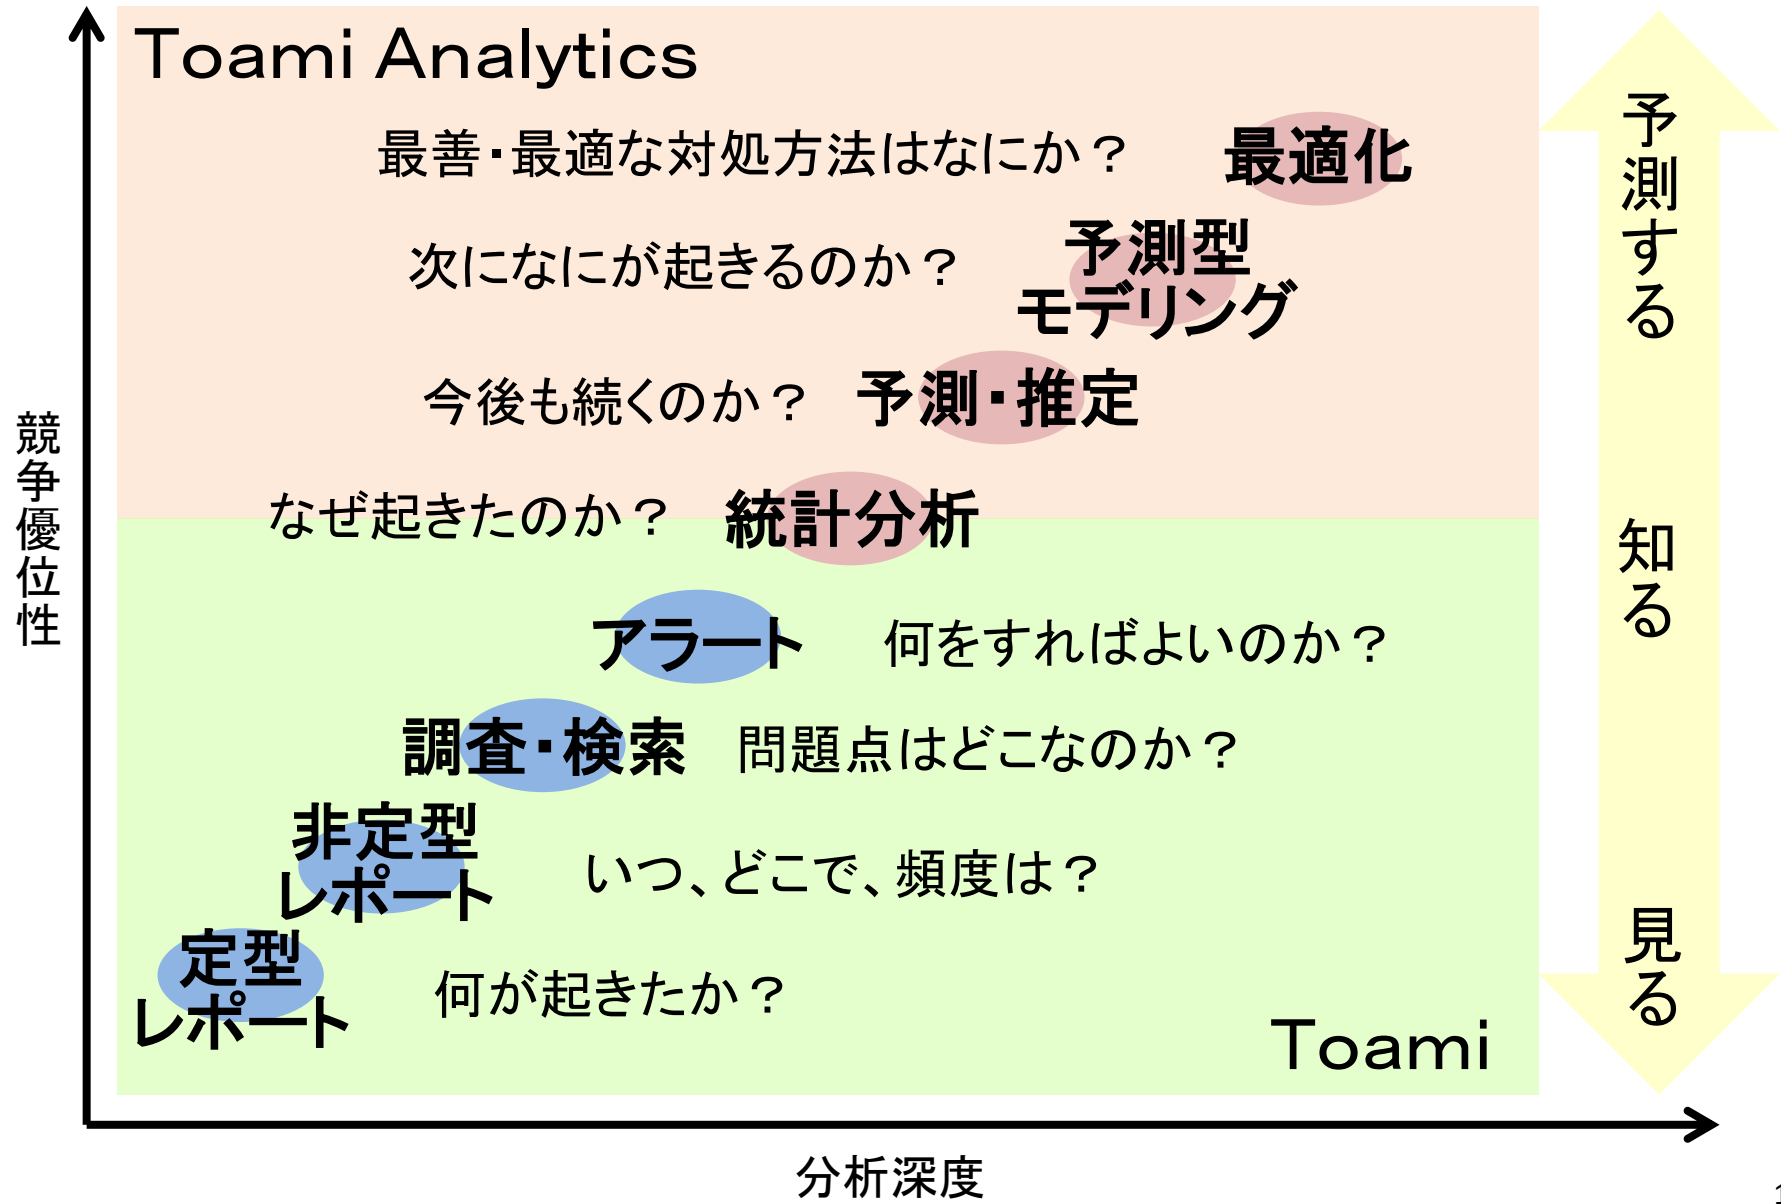 Toami Analytics
最善・最適な対処方法はなにか？
最適化
次になにが起きるのか？
予測型
モデリング
今後も続くのか？
予測・推定
なぜ起きたのか？
統計分析
アラート
何をすればよいのか？
調査・検索
問題点はどこなのか？
非定型
レポート
いつ、どこで、頻度は？
定型
レポート
何が起きたか？
Toami
競争優位性
分析深度
予測する
知る
見る